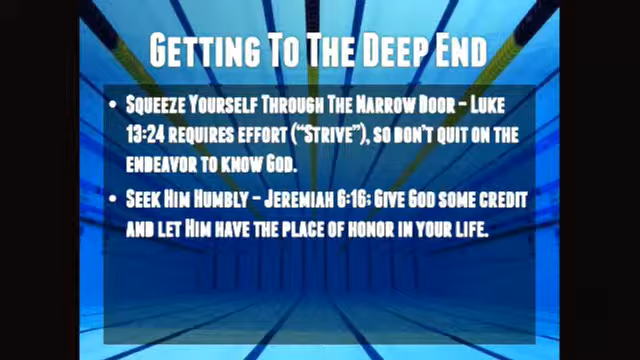 Getting To The Deep End
• Squeeze Yourself Through The Narrow Door – Luke
13:24 requires effort (“Strive”), so don’t quit on the
endeavor to know God.
• Seek Him Humbly – Jeremiah 6:16; Give God some credit
and let Him have the place of honor in your life.